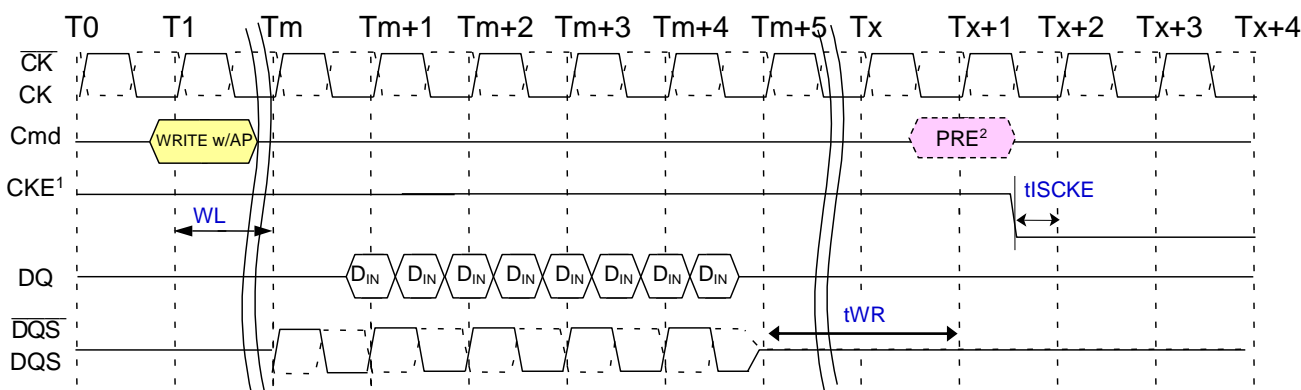 T0 T1 Tm Tm+1 Tm+2 Tm+3 Tm+4 Tm+5 Tx Tx+1 Tx+2 Tx+3 Tx+4
CK
CK
Cmd WRITE w/AP PRE²
CKE¹ tISCKE
WL
DQ DIN DIN DIN DIN DIN DIN DIN DIN
DQS tWR
DQS